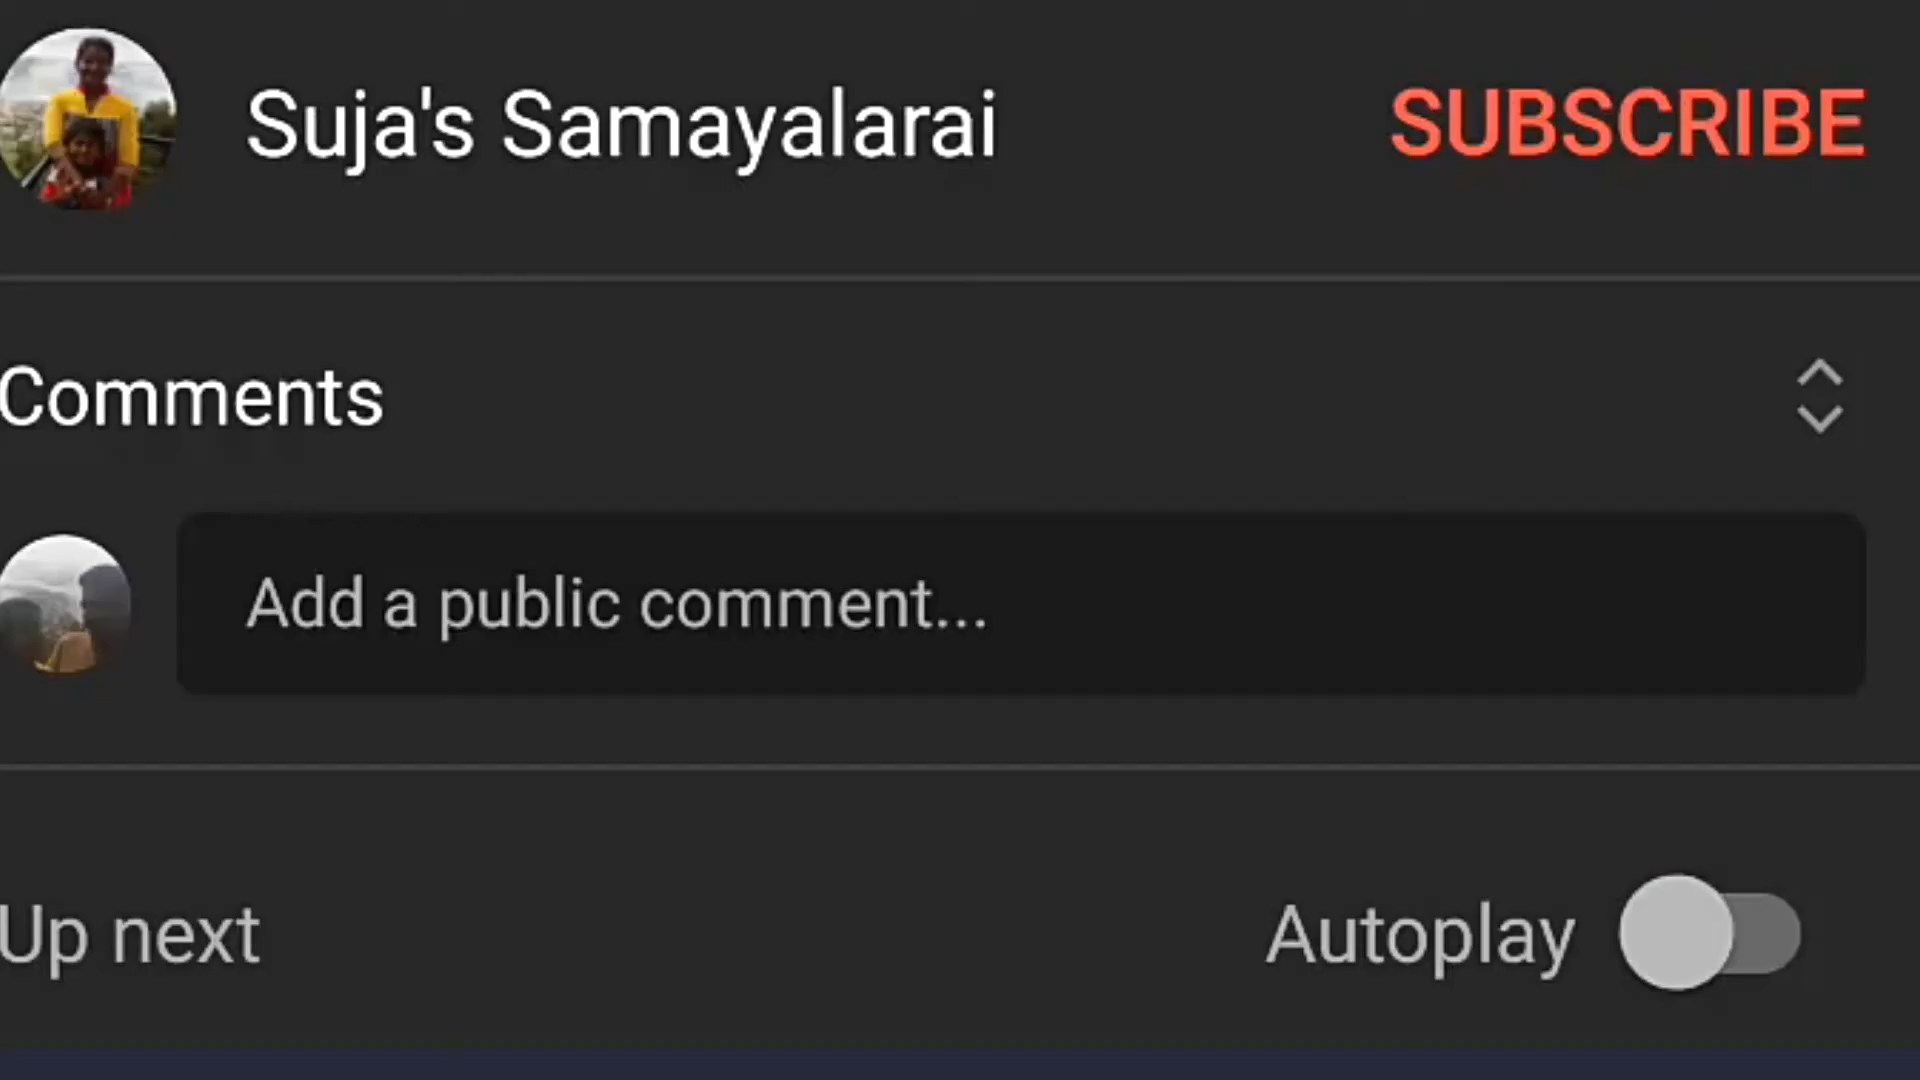 Suja's Samayalarai
SUBSCRIBE
Comments
Add a public comment...
Up next
Autoplay